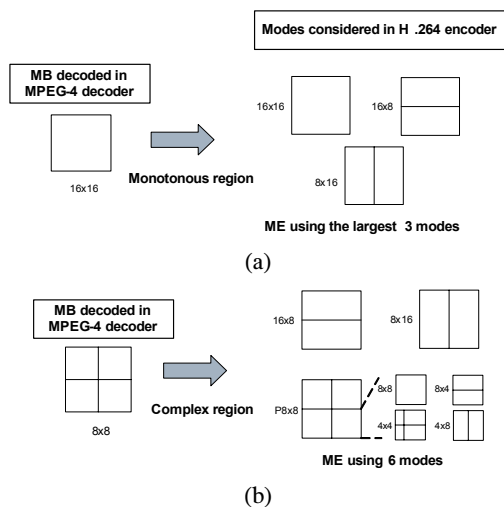 Modes considered in H .264 encoder
MB decoded in
MPEG-4 decoder
16x16
16x8
16x16
Monotonous region
8x16
ME using the largest 3 modes
(a)
MB decoded in
MPEG-4 decoder
16x8
8x16
8x8
Complex region
P8x8
8x8
8x4
4x4
4x8
ME using 6 modes
(b)